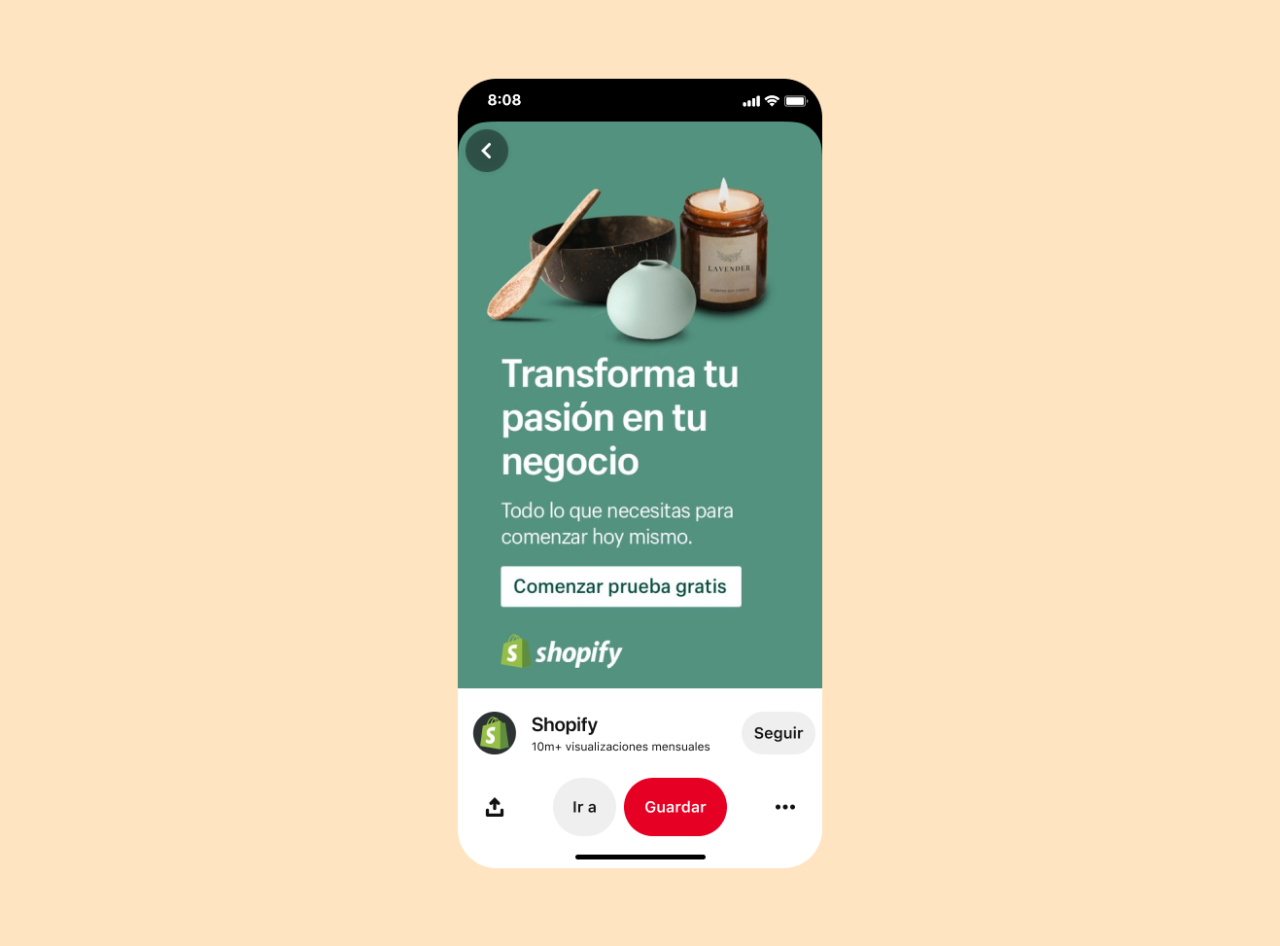 8:08
LAVENDER
Transforma tu
pasión en tu
negocio
Todo lo que necesitas para
comenzar hoy mismo.
Comenzar prueba gratis
shopify
Shopify
10m+ visualizaciones mensuales
Seguir
Ir a
Guardar